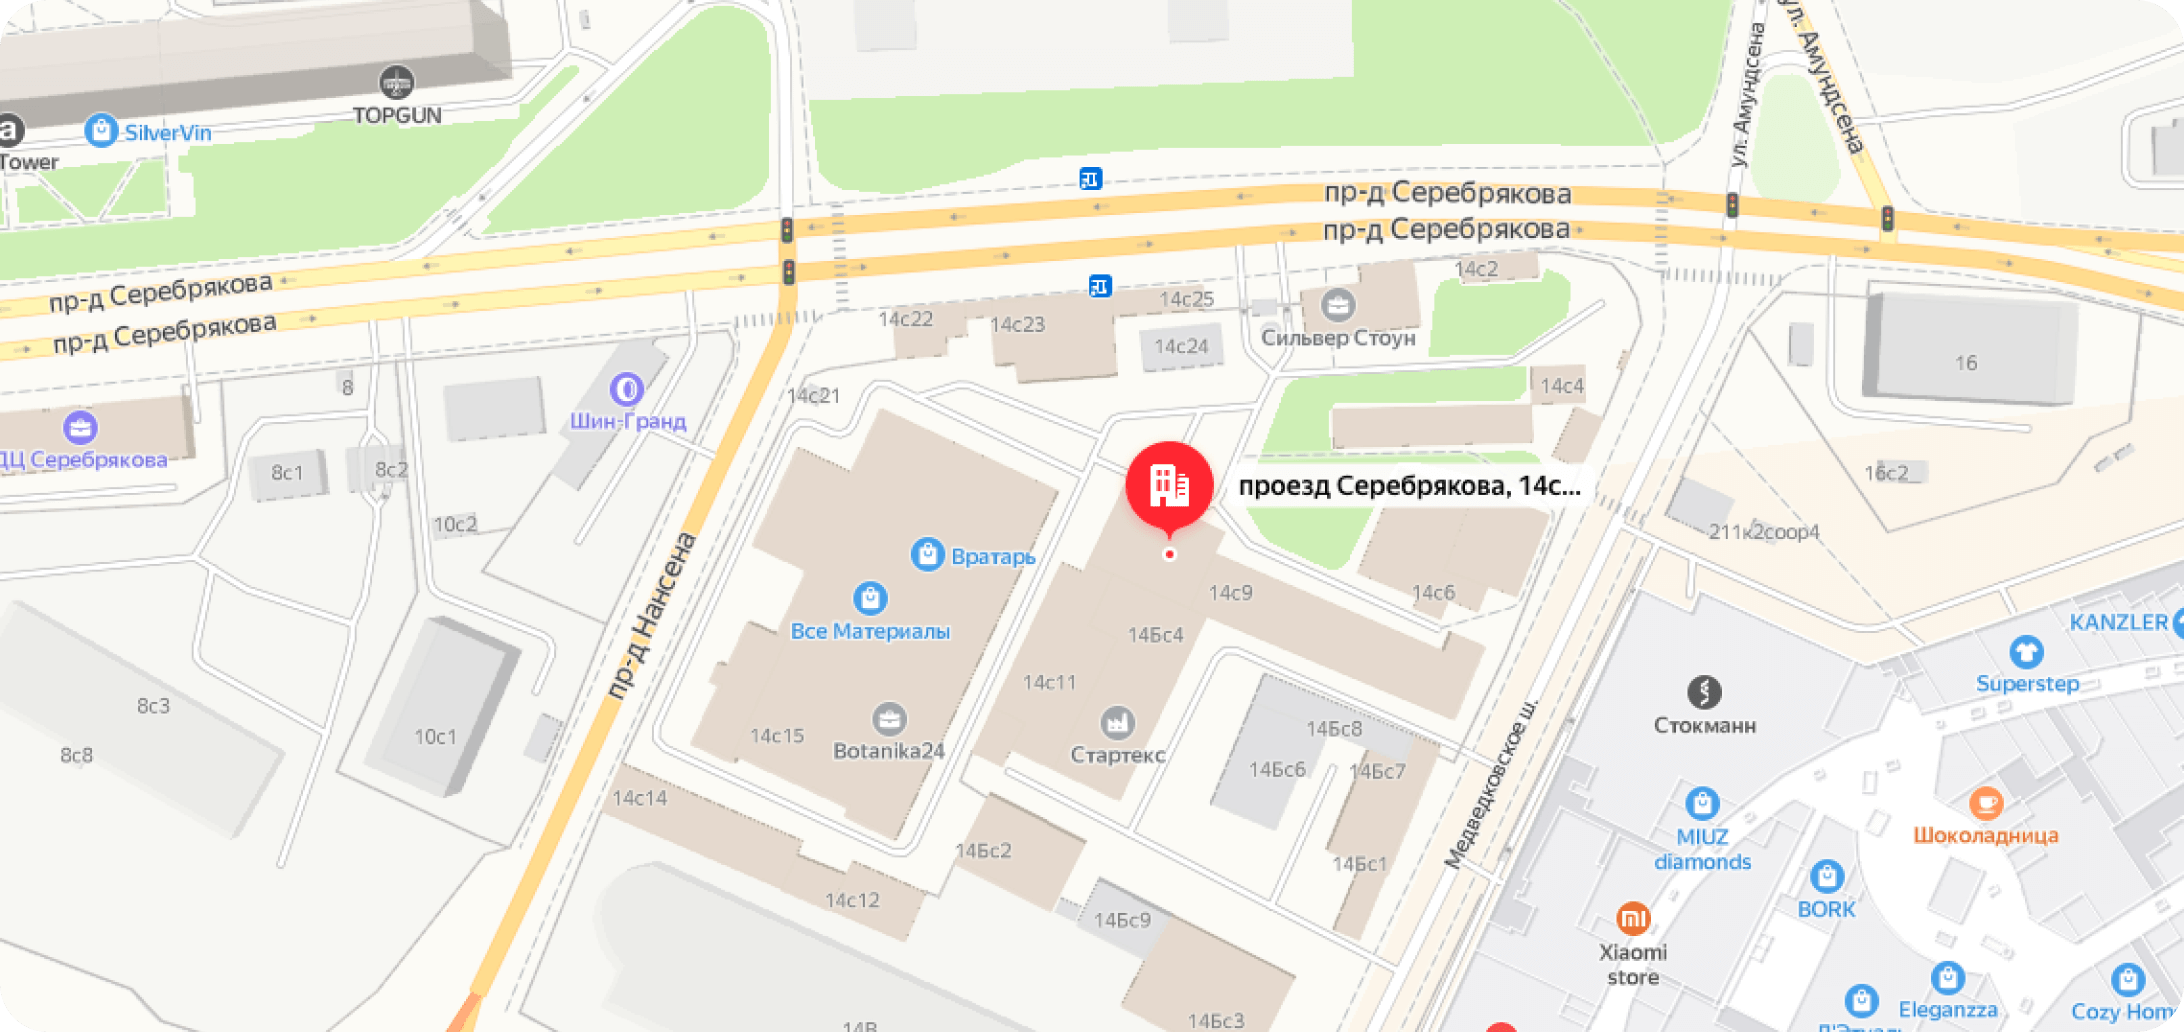 ул. Амундсена
ул. Амундсена
TOPGUN
SilverVin
Tower
пр-д Серебрякова
пр-д Серебрякова
пр-д Серебрякова
пр-д Серебрякова
14с2
14с25
14с22
14с23
Сильвер Стоун
14с24
16
8
14с21
14с4
Шин-Гранд
ДЦ Серебрякова
8с1
8с2
16с2
проезд Серебрякова, 14с...
10с2
211к2соор4
Вратарь
пр-д Нансена
14с9
14с6
Все Материалы
14Бс4
KANZLER
14с11
Superstep
8с3
Стокманн
10с1
14с15
Botanika24
Стартекс
14Бс8
8с8
14Бс6
14Бс7
Медведковское ш.
14с14
MIUZ
diamonds
Шоколадница
14Бс2
14Бс1
14с12
BORK
14Бс9
Xiaomi
store
Eleganzza
Cozy Hom
14Бс3
14В